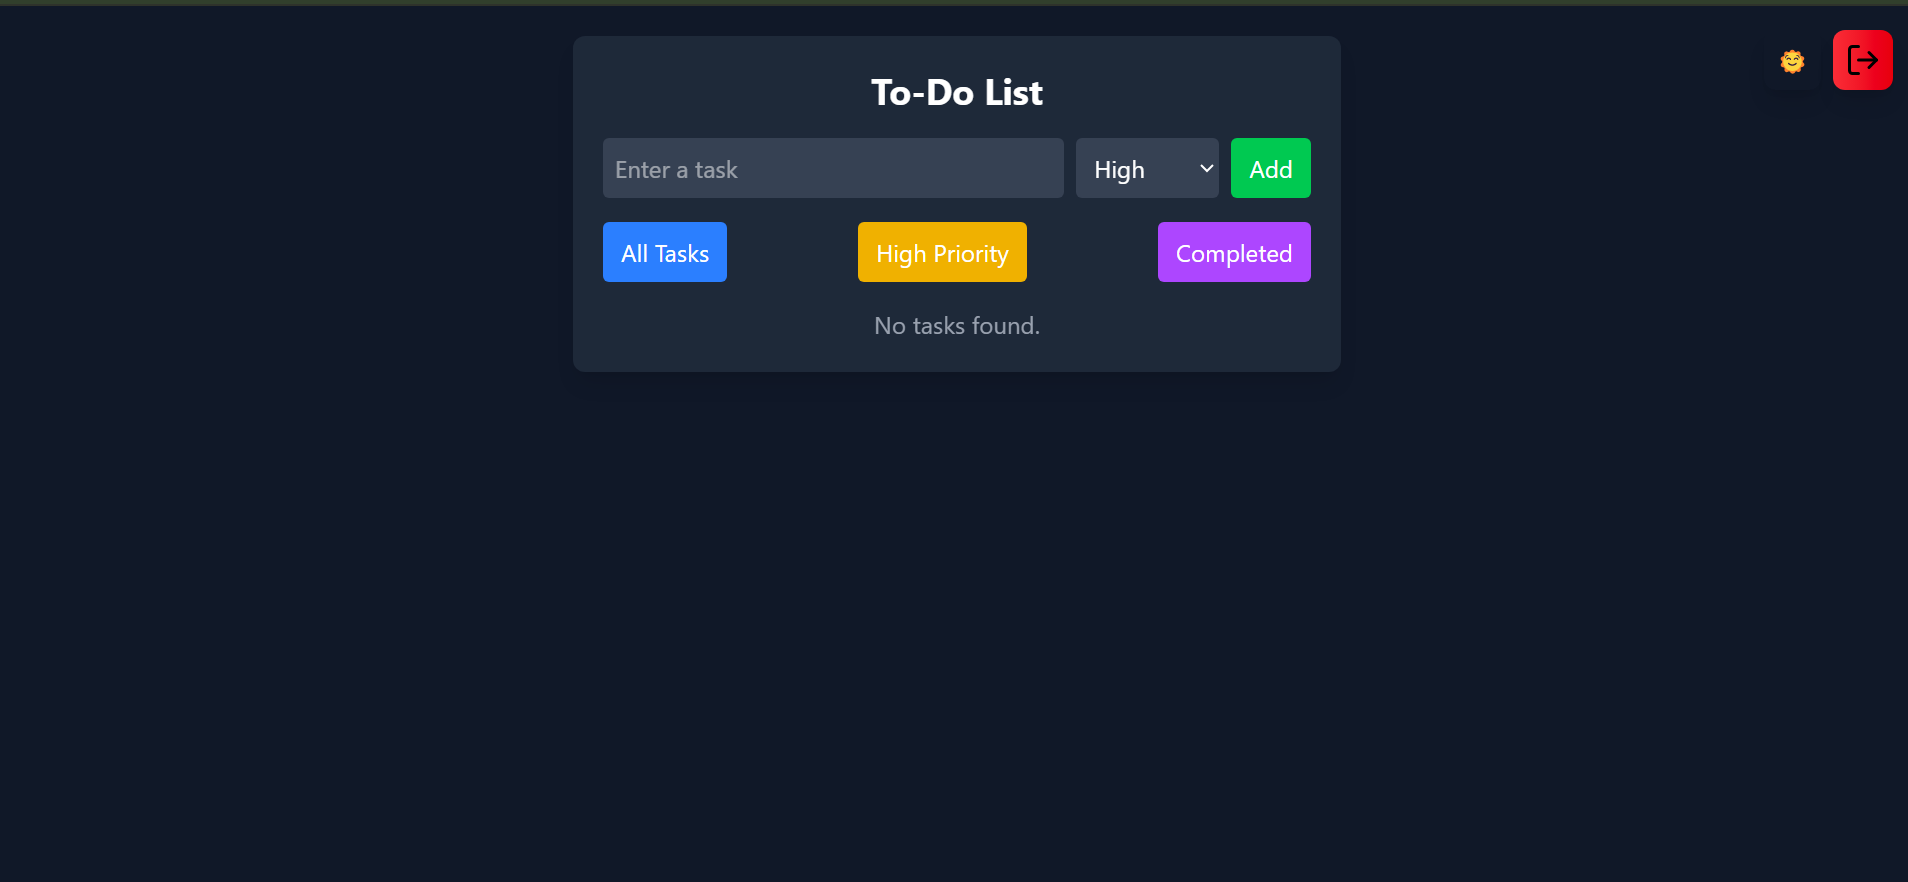 To-Do List
Enter a task
High
Add
All Tasks
High Priority
Completed
No tasks found.